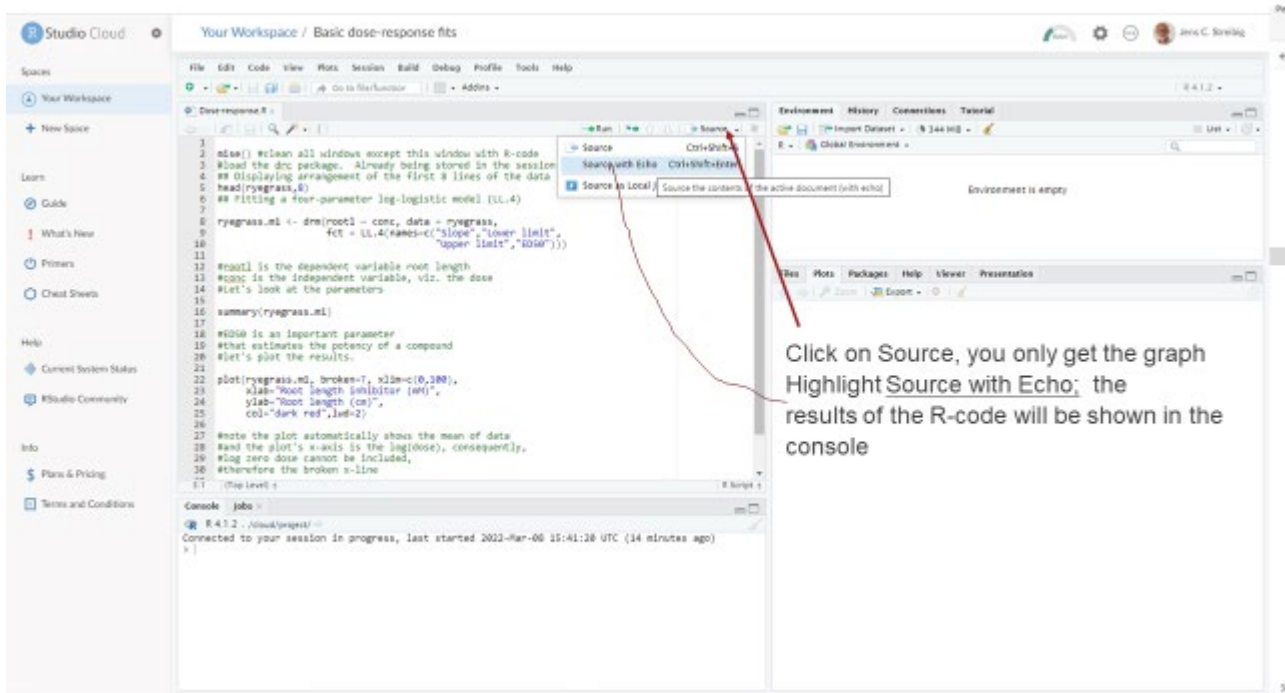 R Studio Cloud
Your Workspace / Basic dose-response fits
Jens C. Streibig
Spaces
Your Workspace
New Space
Learn
Guide
What's New
Primers
Cheat Sheets
Help
Current System Status
RStudio Community
Info
Plans & Pricing
Terms and Conditions
File Edit Code View Plots Session Build Debug Profile Tools Help
Go to file/function Addins
R 4.1.2
Dose-response.R
Run Source
1
2 mise() #clean all windows except this window with R-code
3 #load the drc package. Already being stored in the session
4 ## Displaying arrangement of the first 8 lines of the data
5 head(ryegrass,8)
6 ## Fitting a four-parameter log-logistic model (LL.4)
7
8 ryegrass.m1 <- drm(rootl ~ conc, data = ryegrass,
9 fct = LL.4(names=c("Slope","Lower limit",
10 "Upper limit","ED50")))
11
12 #rootl is the dependent variable root length
13 #conc is the independent variable, viz. the dose
14 #Let's look at the parameters
15
16 summary(ryegrass.m1)
17
18 #ED50 is an important parameter
19 #that estimates the potency of a compound
20 #let's plot the results.
21
22 plot(ryegrass.m1, broken=T, xlim=c(0,100),
23 xlab="Root length inhibitor (mM)",
24 ylab="Root length (cm)",
25 col="dark red",lwd=2)
26
27 #note the plot automatically shows the mean of data
28 #and the plot's x-axis is the log(dose), consequently,
29 #log zero dose cannot be included,
30 #therefore the broken x-line
(Top Level) R Script
Source Ctrl+Shift+S
Source with Echo Ctrl+Shift+Enter
Source as Local
Source the contents of the active document (with echo)
Console Jobs
R 4.1.2 . /cloud/project/
Connected to your session in progress, last started 2022-Mar-08 15:41:20 UTC (14 minutes ago)
>
Environment History Connections Tutorial
Import Dataset 144 MiB List
R Global Environment
Environment is empty
Files Plots Packages Help Viewer Presentation
Zoom Export
Click on Source, you only get the graph
Highlight Source with Echo; the
results of the R-code will be shown in the
console